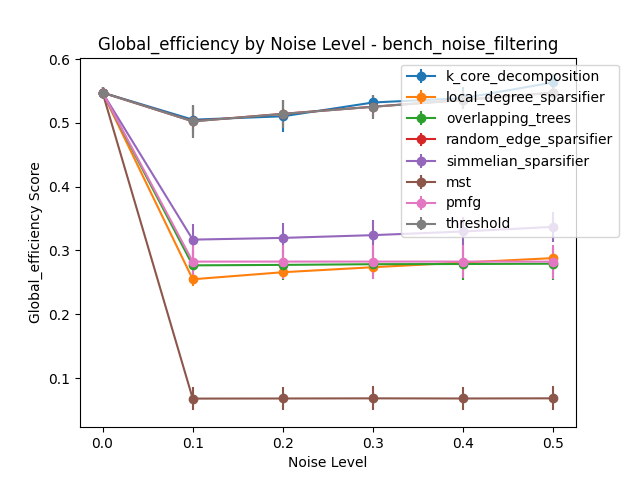 Global_efficiency by Noise Level - bench_noise_filtering
Global_efficiency Score
0.6
0.5
0.4
0.3
0.2
0.1
k_core_decomposition
local_degree_sparsifier
overlapping_trees
random_edge_sparsifier
simmelian_sparsifier
mst
pmfg
threshold
0.0 0.1 0.2 0.3 0.4 0.5
Noise Level